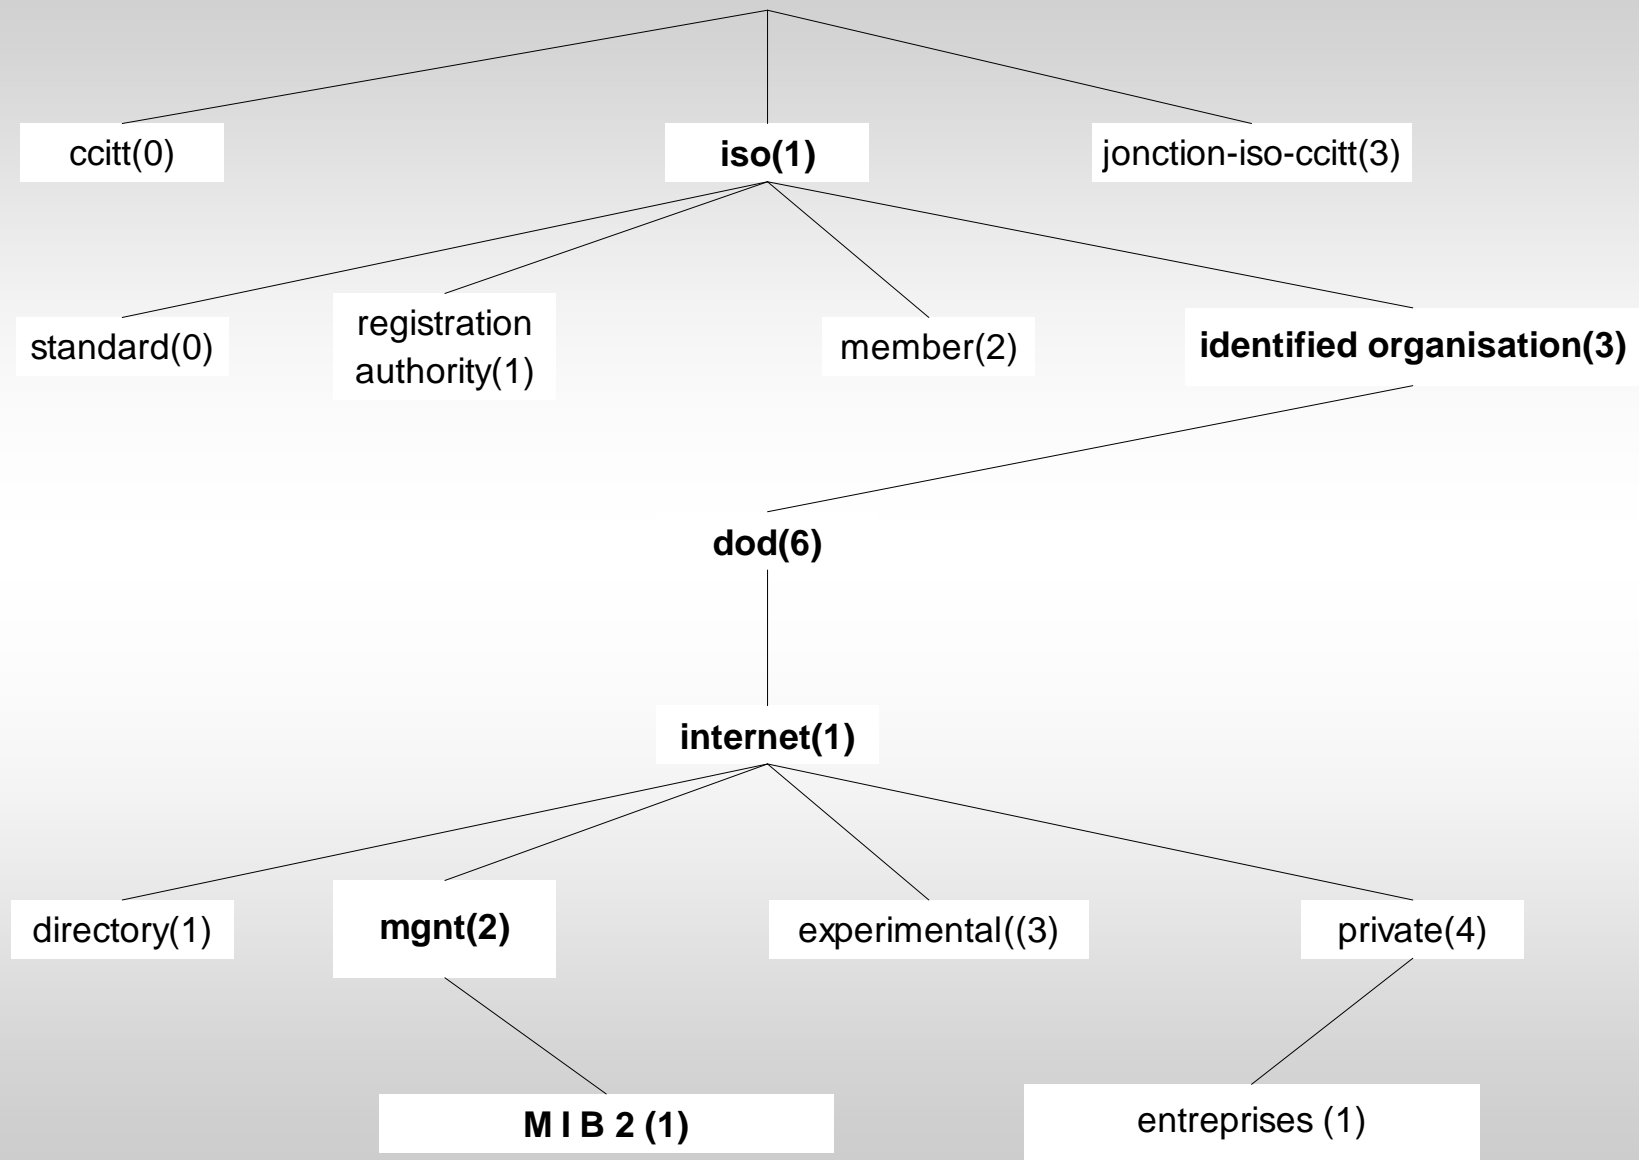 ccitt(0)
iso(1)
jonction-iso-ccitt(3)
standard(0)
registration
authority(1)
member(2)
identified organisation(3)
dod(6)
internet(1)
directory(1)
mgnt(2)
experimental((3)
private(4)
M I B 2 (1)
entreprises (1)